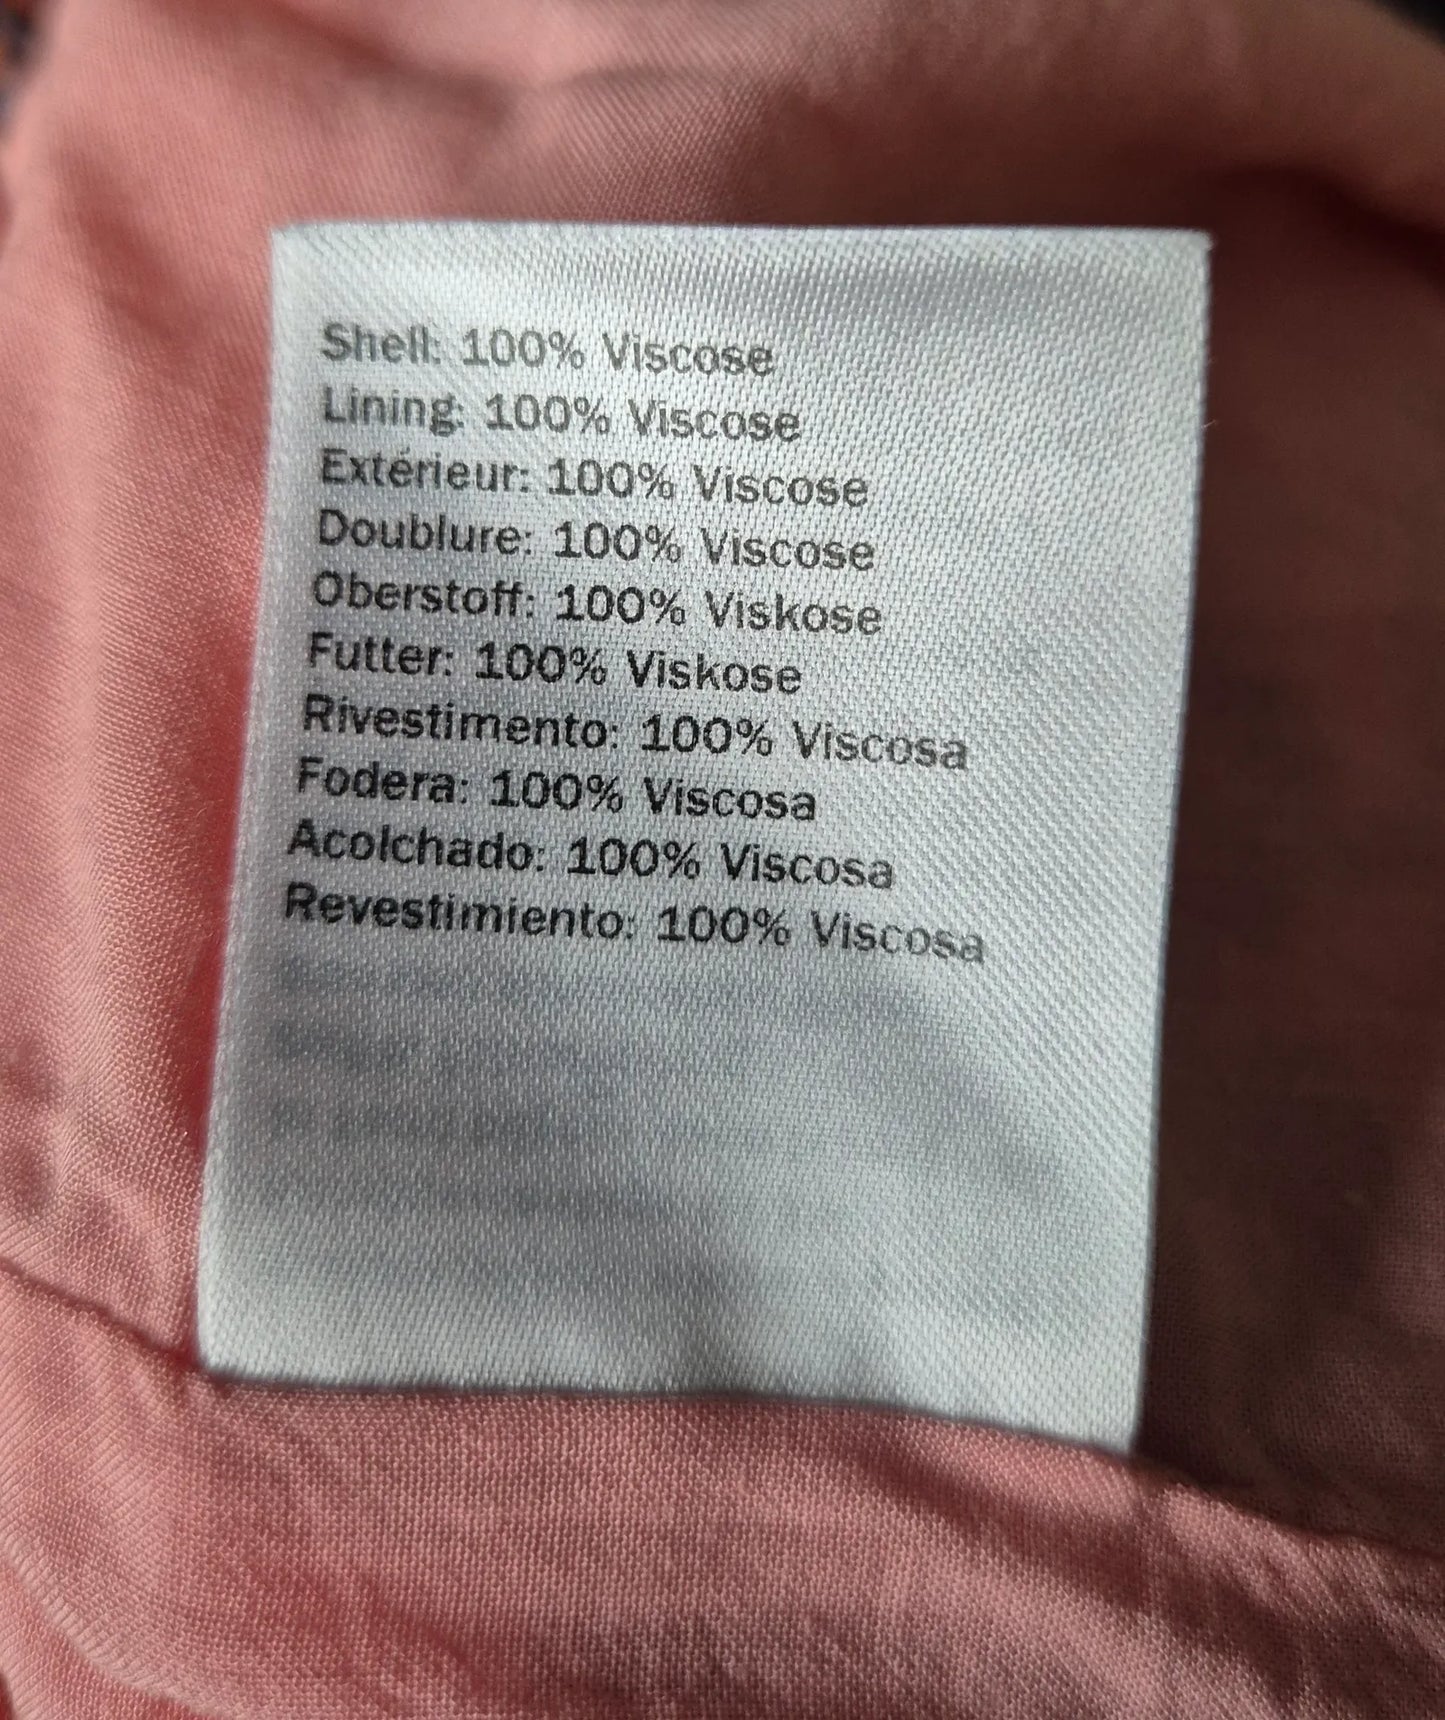 Shell: 100% Viscose
Lining: 100% Viscose
Extérieur: 100% Viscose
Doublure: 100% Viscose
Oberstoff: 100% Viskose
Futter: 100% Viskose
Rivestimento: 100% Viscosa
Fodera: 100% Viscosa
Acolchado: 100% Viscosa
Revestimiento: 100% Viscosa